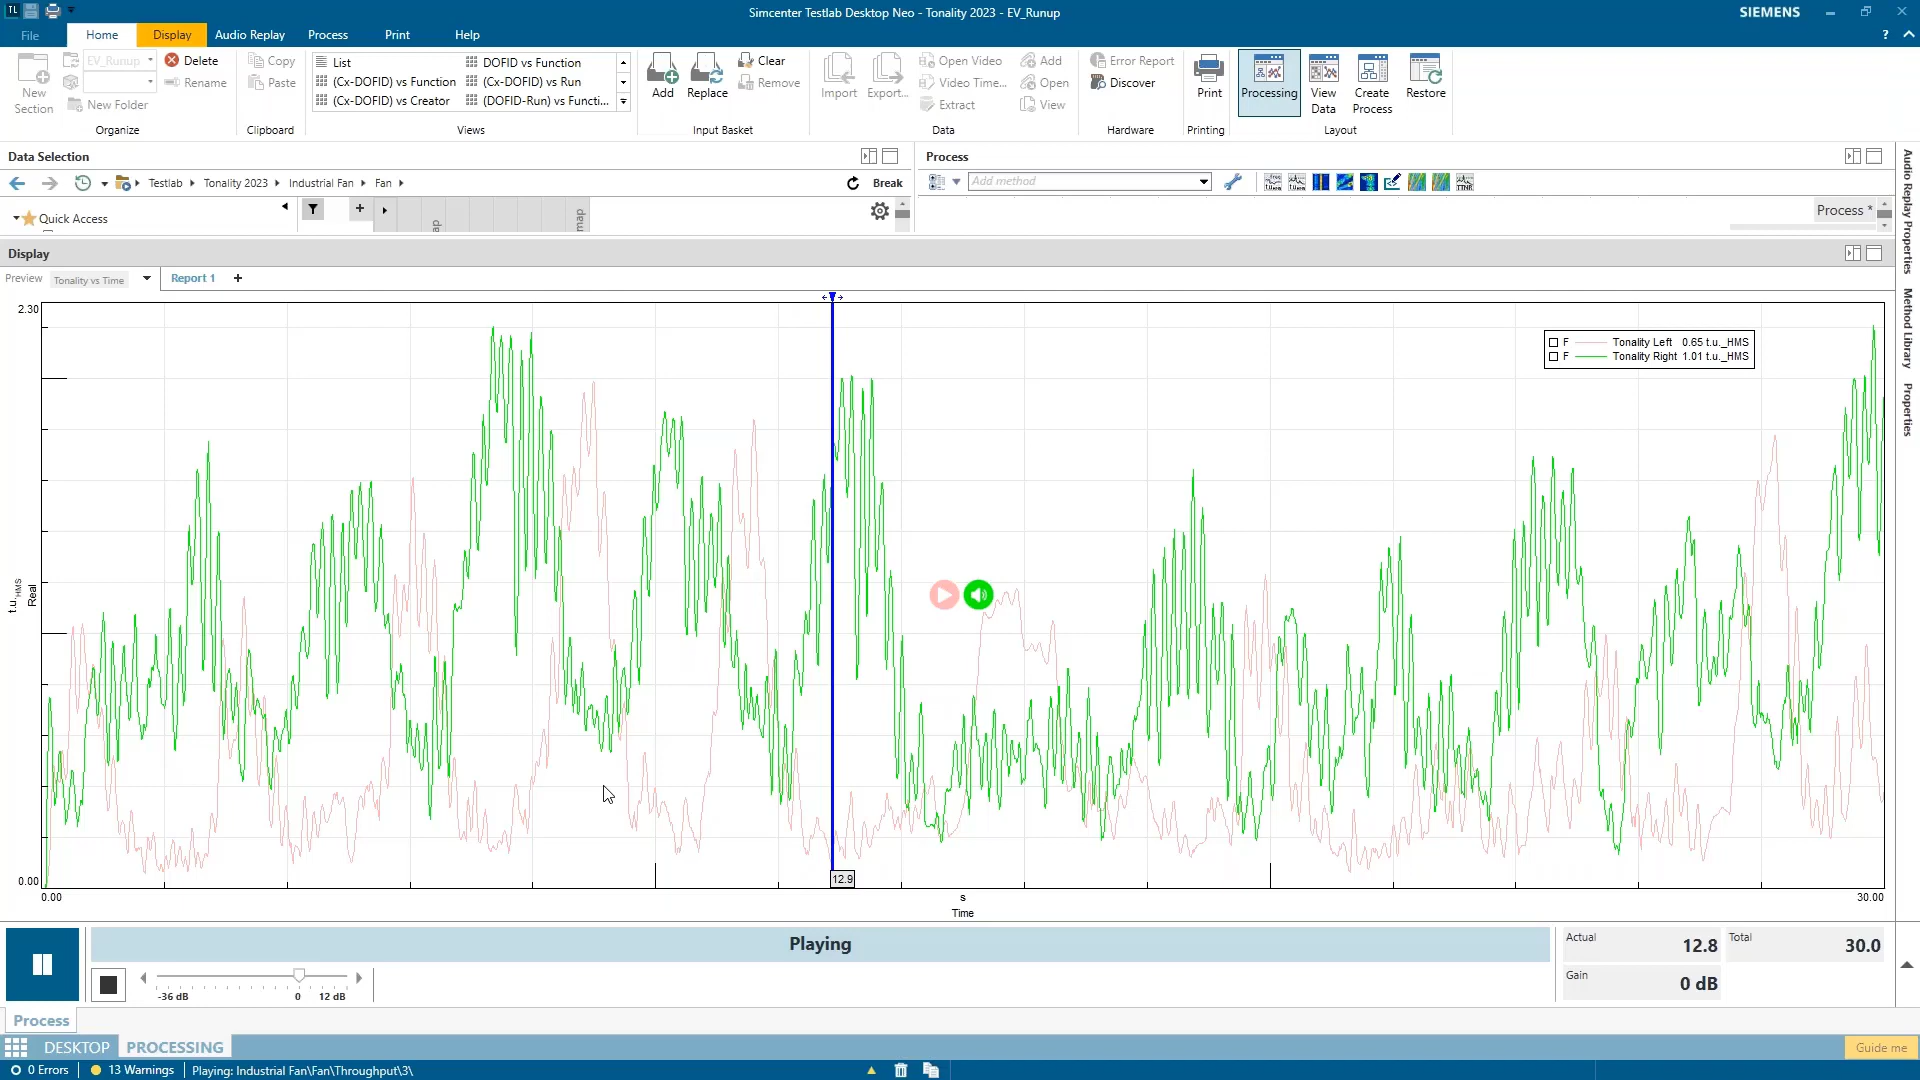 TL
Simcenter Testlab Desktop Neo - Tonality 2023 - EV_Runup
SIEMENS
File Home Display Audio Replay Process Print Help
?
New Section
EV_Runup
New Folder
Delete
Rename
Organize
Copy
Paste
Clipboard
List
(Cx-DOFID) vs Function
(Cx-DOFID) vs Creator
DOFID vs Function
(Cx-DOFID) vs Run
(DOFID-Run) vs Functi...
Views
Add
Replace
Clear
Remove
Input Basket
Import
Export...
Open Video
Video Time...
Extract
Add
Open
View
Data
Error Report
Discover
Hardware
Print
Printing
Processing
View Data
Create Process
Restore
Layout
Data Selection
Process
Testlab Tonality 2023 Industrial Fan Fan
Break
Add method
Quick Access
map
Process *
Audio Replay Properties
Method Library
Properties
Display
Preview Tonality vs Time
Report 1 +
2.30
F Tonality Left 0.65 t.u._HMS
F Tonality Right 1.01 t.u._HMS
t.u.HMS
Real
0.00
12.9
0.00
s
30.00
Time
Playing
Actual 12.8
Total 30.0
Gain 0 dB
-36 dB 0 12 dB
Process
DESKTOP PROCESSING
Guide me
0 Errors 13 Warnings Playing: Industrial Fan\Fan\Throughput\3\